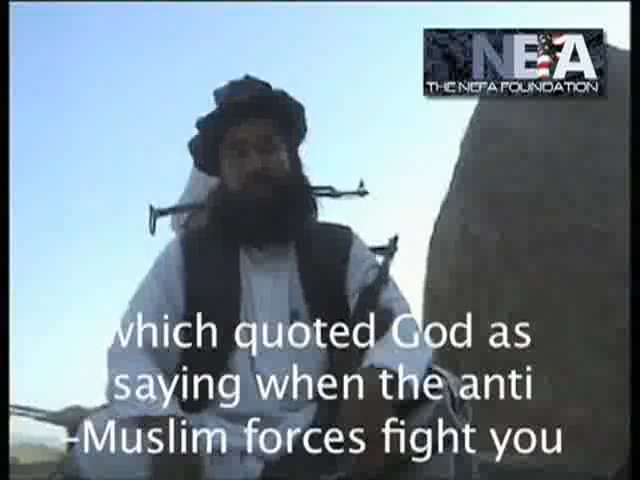 NEFA
THE NEFA FOUNDATION
which quoted God as
saying when the anti
-Muslim forces fight you